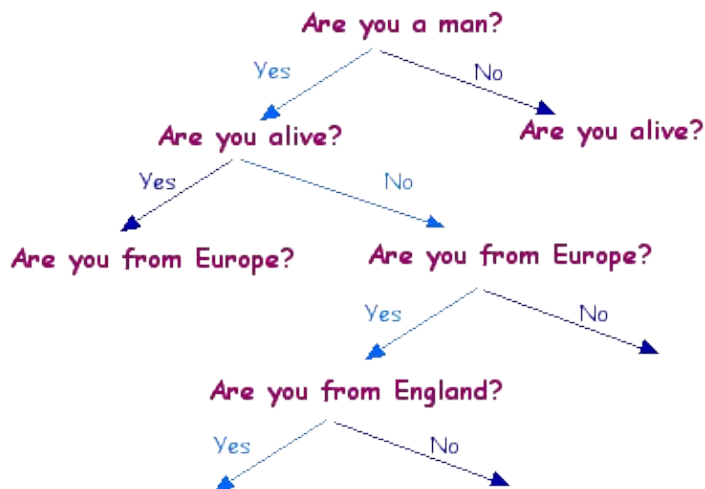 Are you a man?
Yes
No
Are you alive?
Are you alive?
Yes
No
Are you from Europe?
Are you from Europe?
Yes
No
Are you from England?
Yes
No